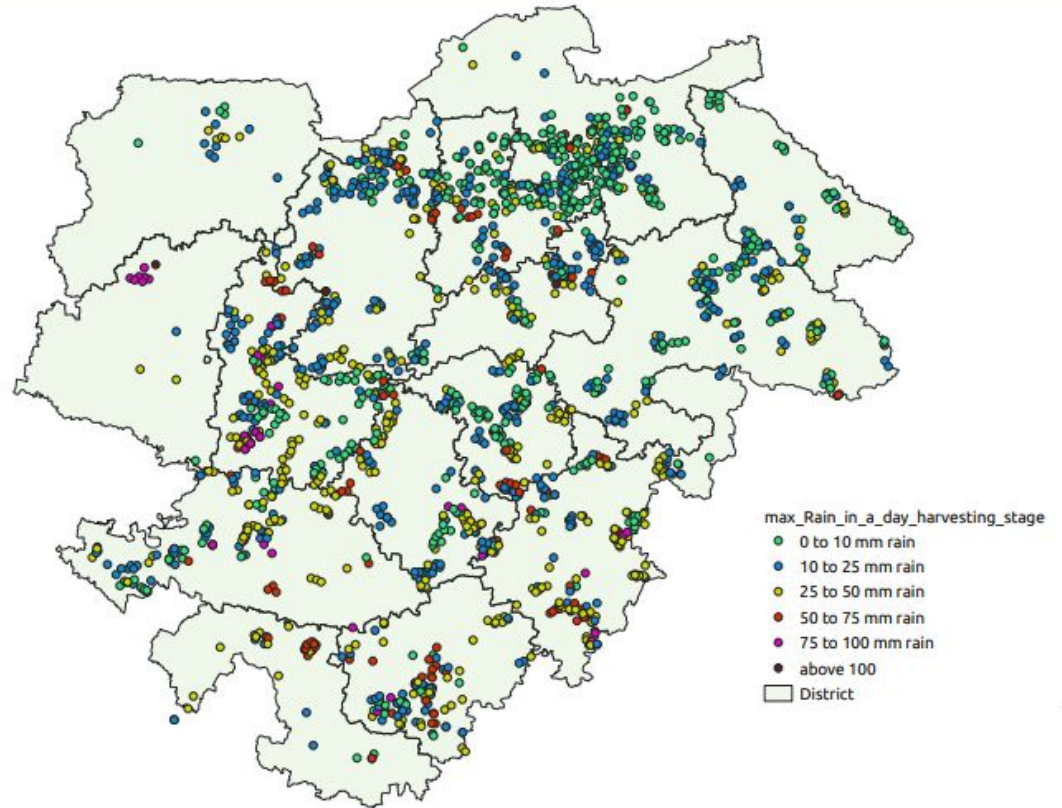 max_Rain_in_a_day_harvesting_stage
0 to 10 mm rain
10 to 25 mm rain
25 to 50 mm rain
50 to 75 mm rain
75 to 100 mm rain
above 100
District